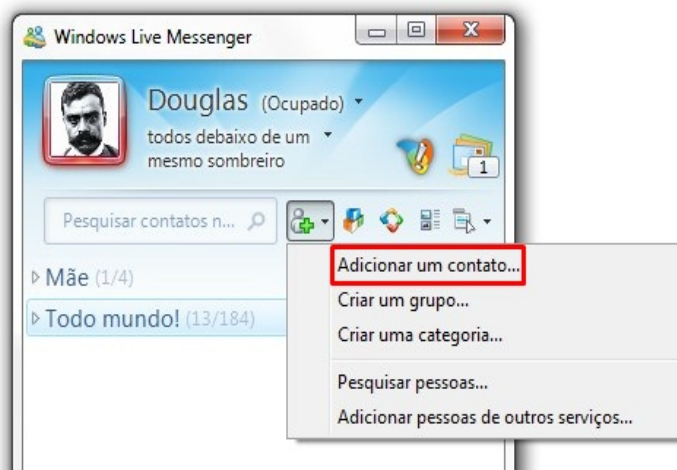 Windows Live Messenger
Douglas (Ocupado)
todos debaixo de um
mesmo sombreiro
1
Pesquisar contatos n...
Mãe (1/4)
Todo mundo! (13/184)
Adicionar um contato...
Criar um grupo...
Criar uma categoria...
Pesquisar pessoas...
Adicionar pessoas de outros serviços...